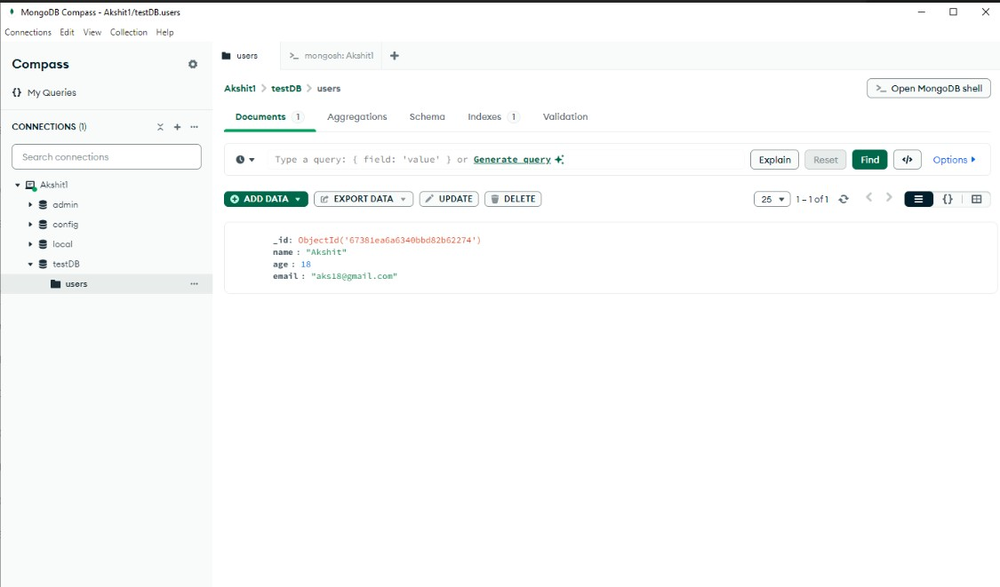 MongoDB Compass - Akshit1/testDB.users
Connections Edit View Collection Help
Compass
{} My Queries
CONNECTIONS (1)
Search connections
Akshit1
admin
config
local
testDB
users
users >_ mongosh: Akshit1
Akshit1 > testDB > users
>_ Open MongoDB shell
Documents 1 Aggregations Schema Indexes 1 Validation
Type a query: { field: 'value' } or Generate query
Explain Reset Find </> Options
ADD DATA EXPORT DATA UPDATE DELETE
25 1 – 1 of 1 {}
_id: ObjectId('67381ea6a6340bbd82b62274')
name : "Akshit"
age : 18
email : "aks18@gmail.com"